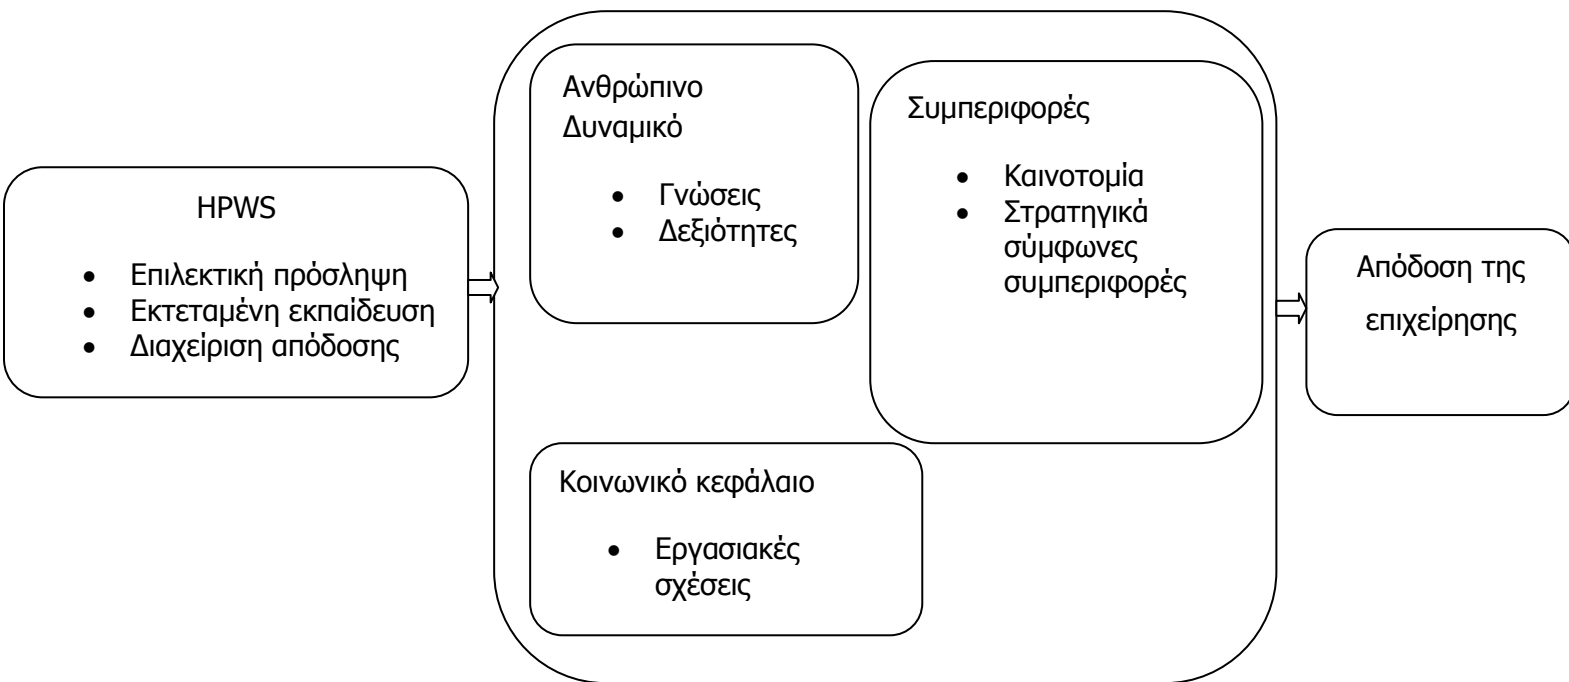 HPWS
• Επιλεκτική πρόσληψη
• Εκτεταμένη εκπαίδευση
• Διαχείριση απόδοσης
Ανθρώπινο
Δυναμικό
• Γνώσεις
• Δεξιότητες
Συμπεριφορές
• Καινοτομία
• Στρατηγικά
σύμφωνες
συμπεριφορές
Κοινωνικό κεφάλαιο
• Εργασιακές
σχέσεις
Απόδοση της
επιχείρησης